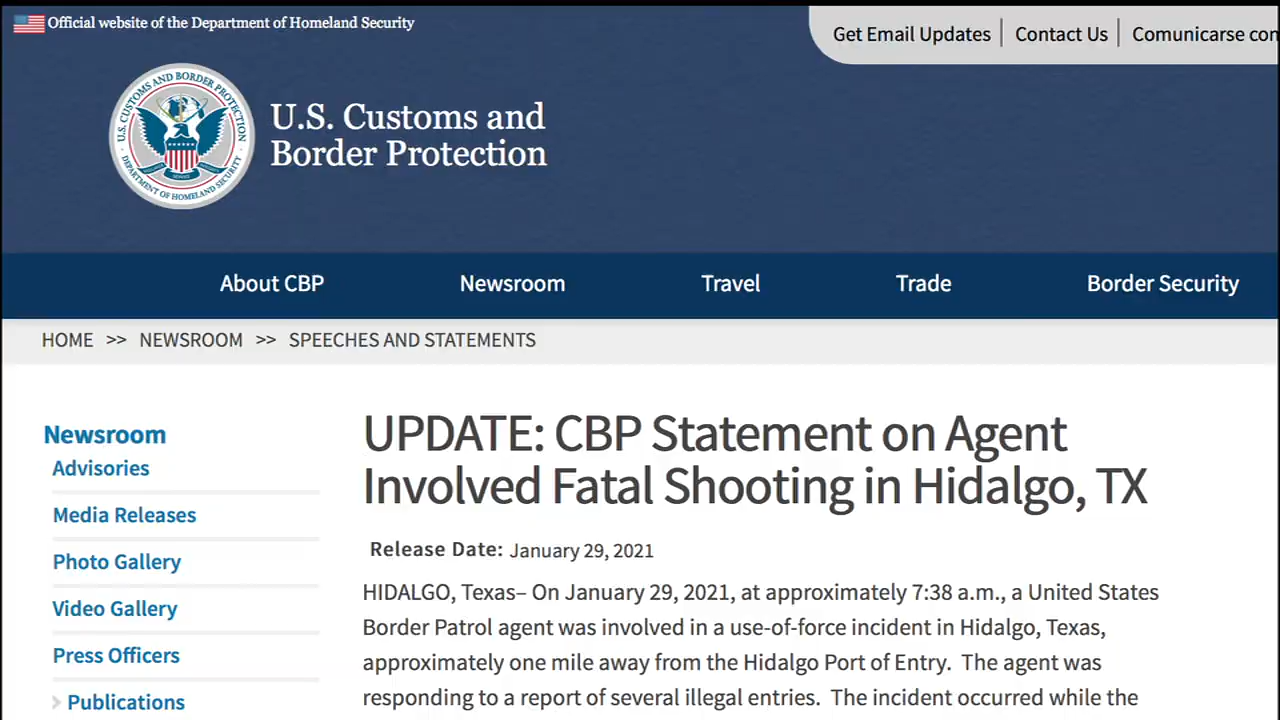 Official website of the Department of Homeland Security
Get Email Updates
Contact Us
Comunicarse con
U.S. CUSTOMS AND BORDER PROTECTION
DEPARTMENT OF HOMELAND SECURITY
U.S. Customs and
Border Protection
About CBP
Newsroom
Travel
Trade
Border Security
HOME >> NEWSROOM >> SPEECHES AND STATEMENTS
Newsroom
Advisories
Media Releases
Photo Gallery
Video Gallery
Press Officers
Publications
UPDATE: CBP Statement on Agent
Involved Fatal Shooting in Hidalgo, TX
Release Date: January 29, 2021
HIDALGO, Texas– On January 29, 2021, at approximately 7:38 a.m., a United States
Border Patrol agent was involved in a use-of-force incident in Hidalgo, Texas,
approximately one mile away from the Hidalgo Port of Entry.  The agent was
responding to a report of several illegal entries.  The incident occurred while the